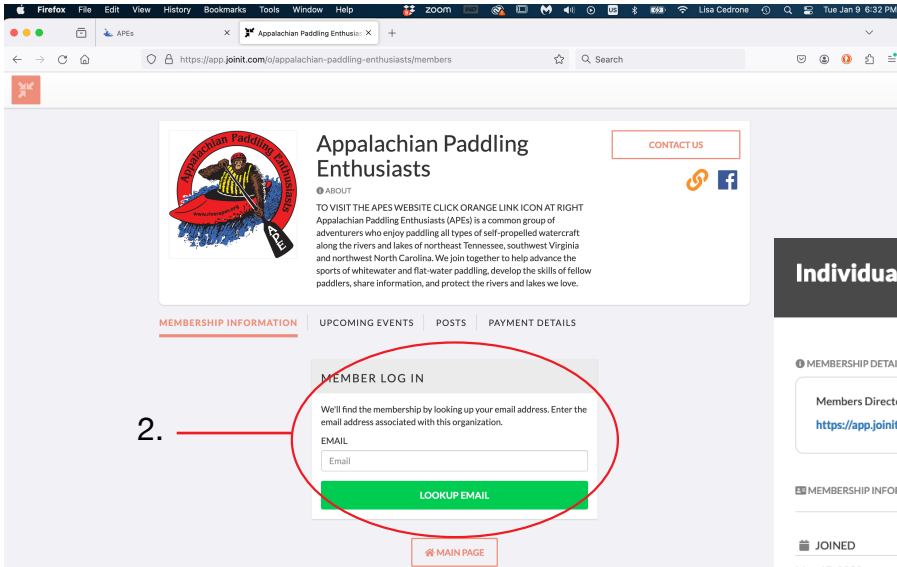 Firefox File Edit View History Bookmarks Tools Window Help zoom US Lisa Cedrone Tue Jan 9 6:32 PM
APEs × Appalachian Paddling Enthusias × +
https://app.joinit.com/o/appalachian-paddling-enthusiasts/members Search
Appalachian Paddling Enthusiasts
www.riverapes.org
APE
Appalachian Paddling
Enthusiasts
CONTACT US
ABOUT
TO VISIT THE APES WEBSITE CLICK ORANGE LINK ICON AT RIGHT
Appalachian Paddling Enthusiasts (APEs) is a common group of
adventurers who enjoy paddling all types of self-propelled watercraft
along the rivers and lakes of northeast Tennessee, southwest Virginia
and northwest North Carolina. We join together to help advance the
sports of whitewater and flat-water paddling, develop the skills of fellow
paddlers, share information, and protect the rivers and lakes we love.
MEMBERSHIP INFORMATION UPCOMING EVENTS POSTS PAYMENT DETAILS
MEMBER LOG IN
We'll find the membership by looking up your email address. Enter the
email address associated with this organization.
EMAIL
Email
LOOKUP EMAIL
MAIN PAGE
2.
Individua
MEMBERSHIP DETAI
Members Directo
https://app.joinit
MEMBERSHIP INFOR
JOINED